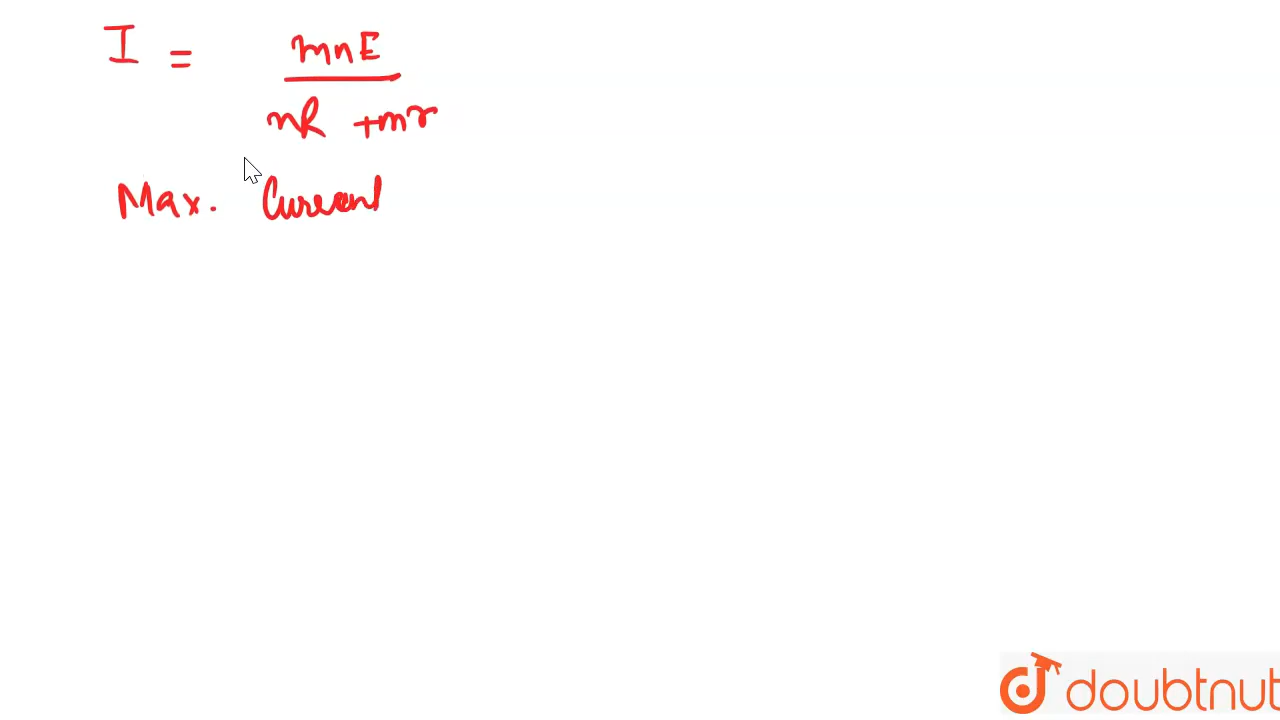 I = mnE
nR + mr
Max. Current
doubtnut